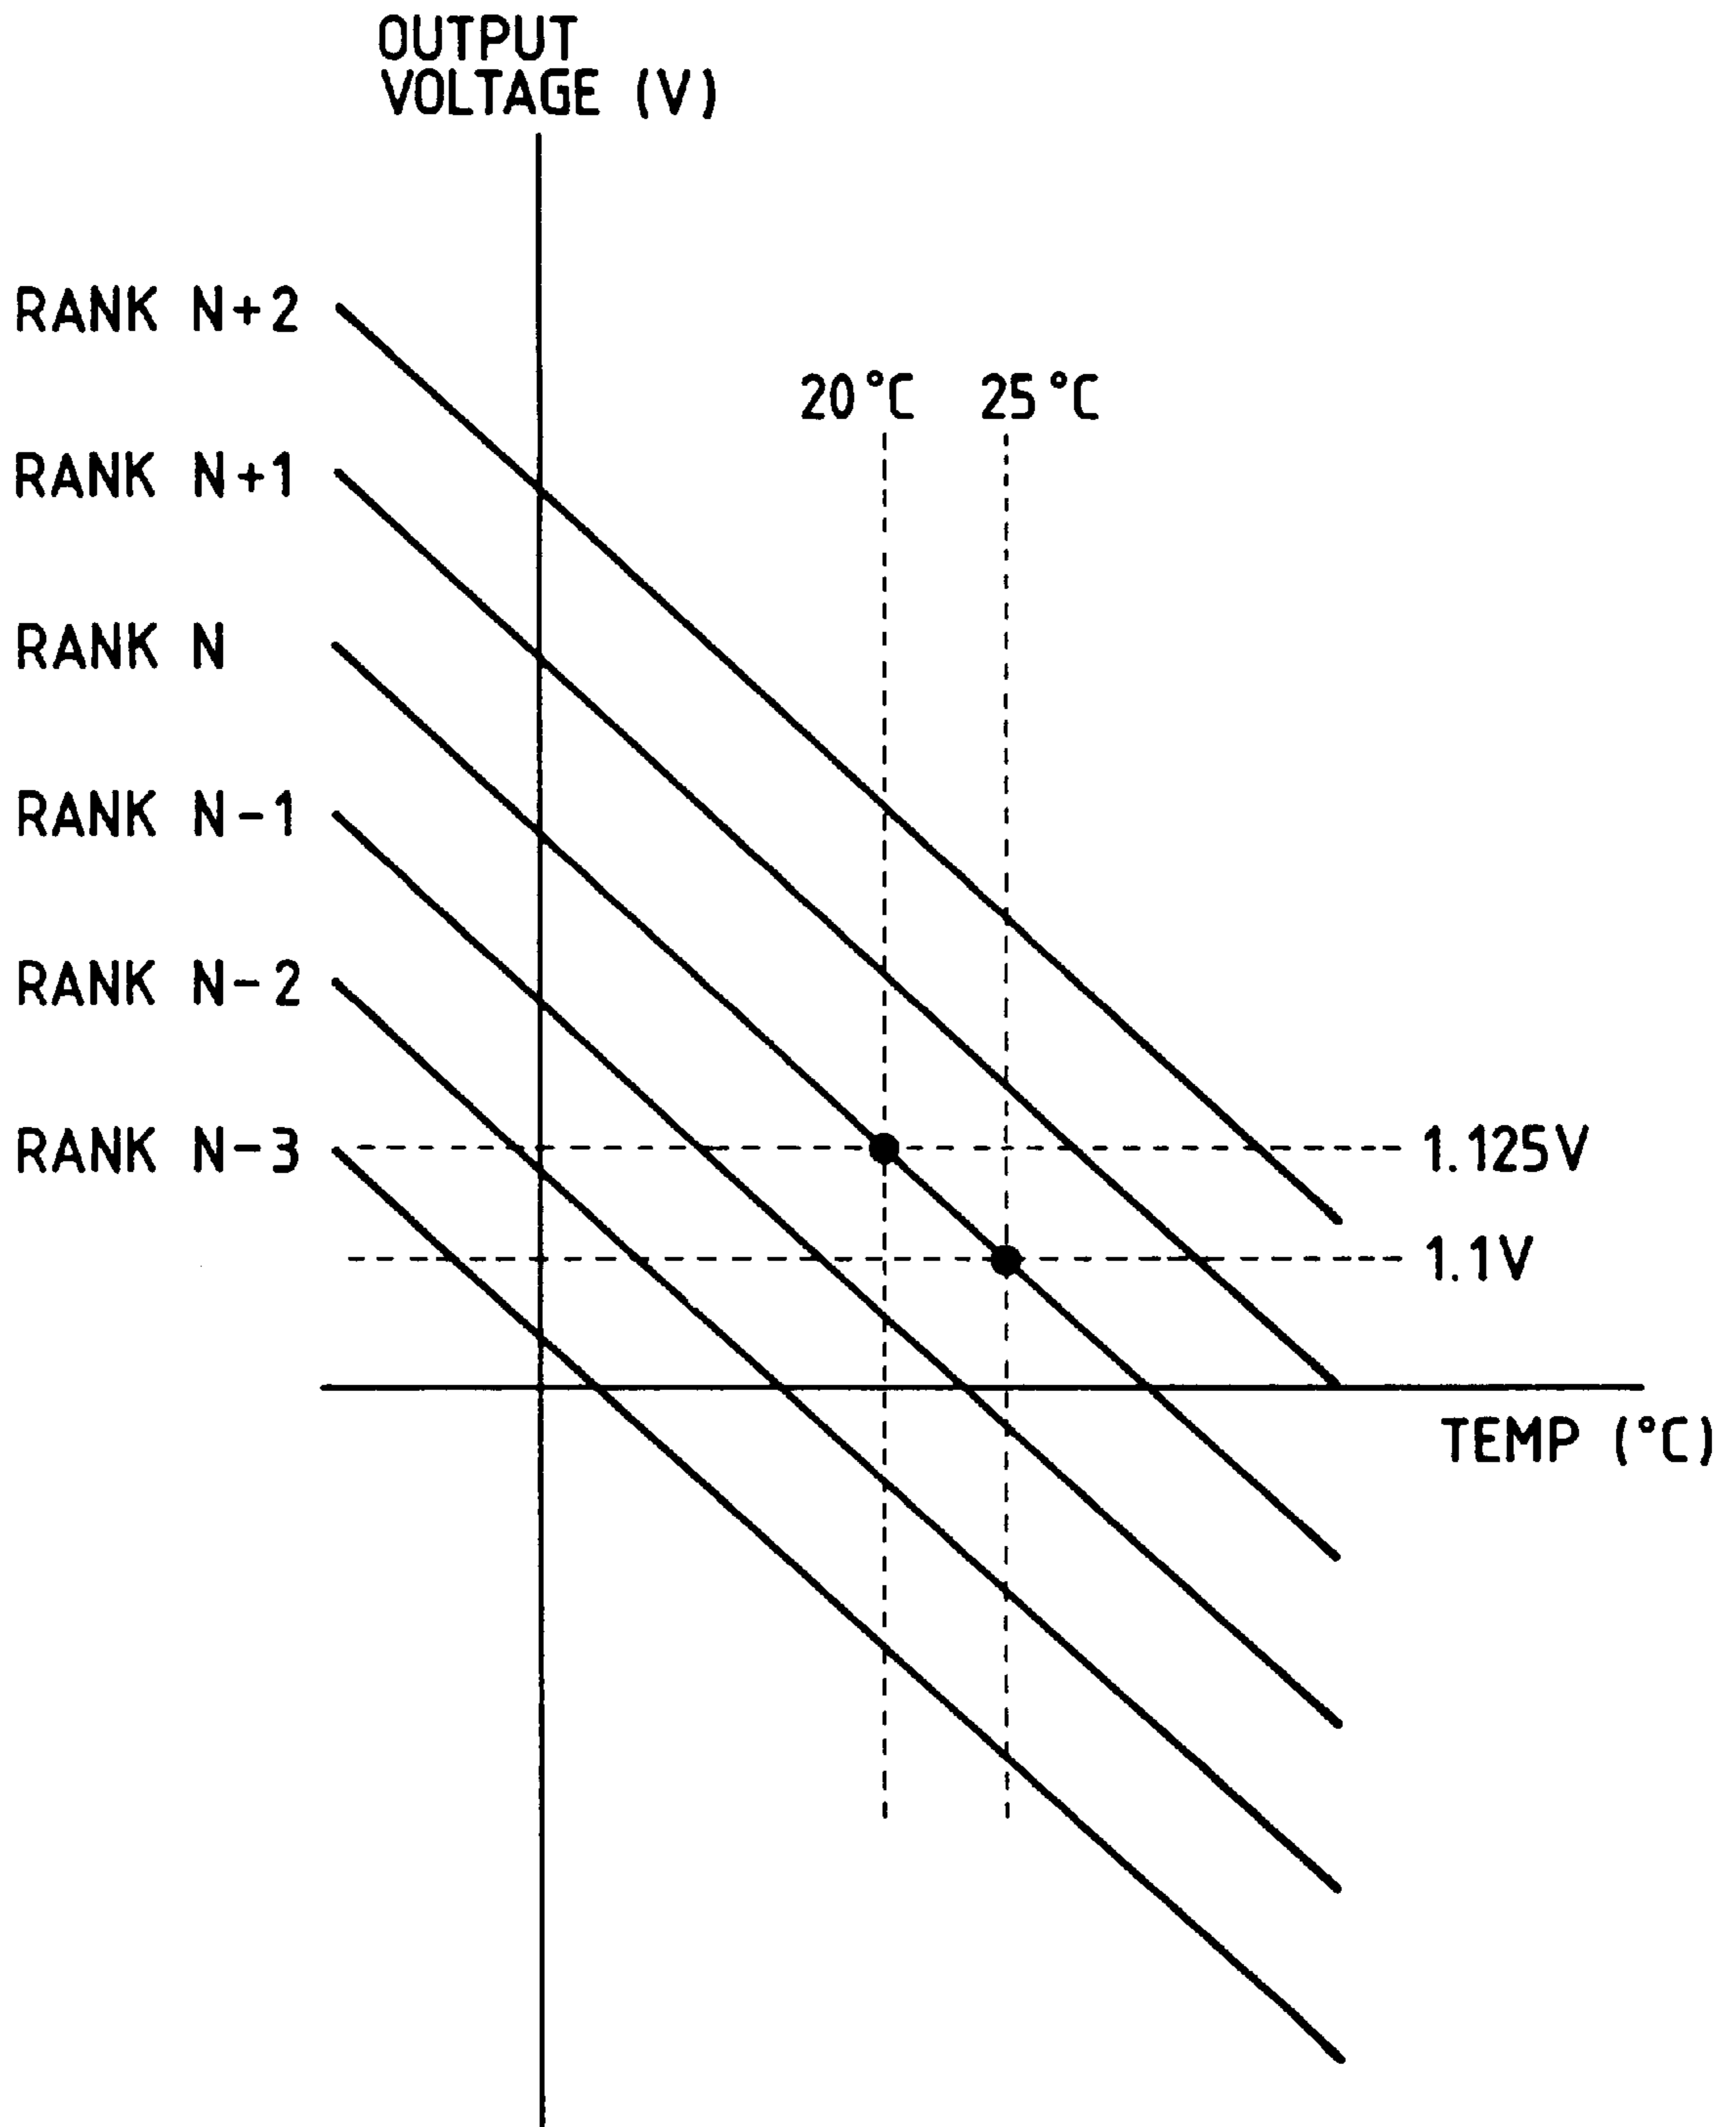 OUTPUT
VOLTAGE (V)
RANK N+2
20°C 25°C
RANK N+1
RANK N
RANK N-1
RANK N-2
RANK N-3
1.125V
1.1V
TEMP (°C)